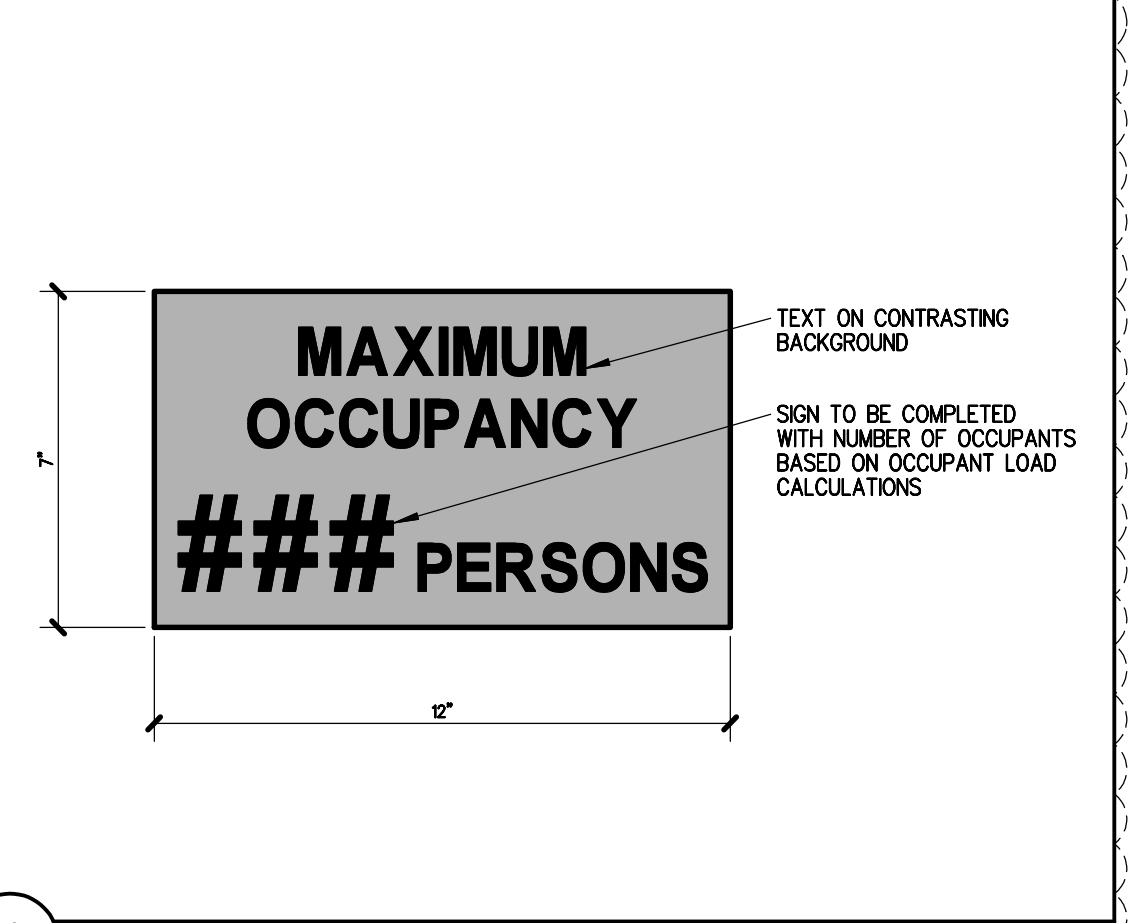 MAXIMUM
OCCUPANCY
### PERSONS
TEXT ON CONTRASTING
BACKGROUND
SIGN TO BE COMPLETED
WITH NUMBER OF OCCUPANTS
BASED ON OCCUPANT LOAD
CALCULATIONS
7"
12"